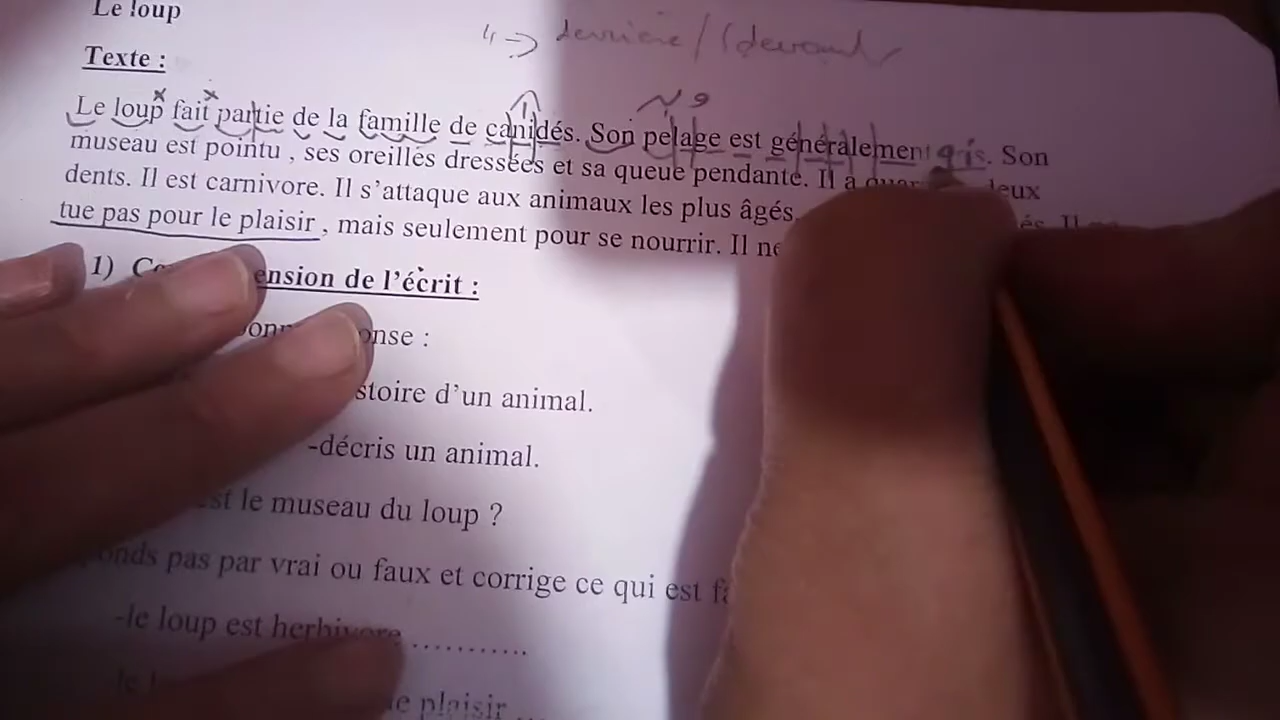 Le loup
derrière / (devant
Texte :
Le loup fait partie de la famille de canidés. Son pelage est généralement gris. Son
museau est pointu , ses oreilles dressées et sa queue pendante. Il a deux
dents. Il est carnivore. Il s'attaque aux animaux les plus âgés.
tue pas pour le plaisir , mais seulement pour se nourrir. Il ne
1) ension de l'écrit :
onse :
stoire d'un animal.
-décris un animal.
est le museau du loup ?
onds pas par vrai ou faux et corrige ce qui est
-le loup est herbivore ...........
plaisir